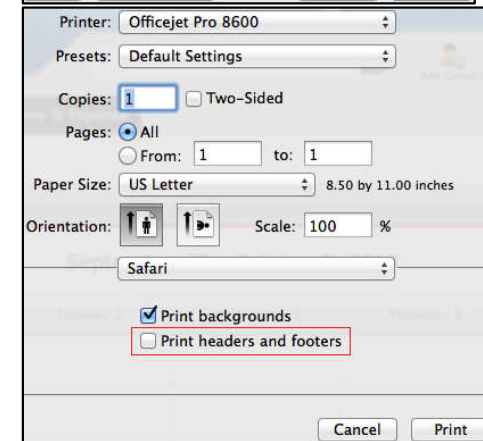 Printer: Officejet Pro 8600
Presets: Default Settings
Copies: 1 Two-Sided
Pages: All
From: 1 to: 1
Paper Size: US Letter 8.50 by 11.00 inches
Orientation: Scale: 100 %
Safari
Print backgrounds
Print headers and footers
Cancel Print